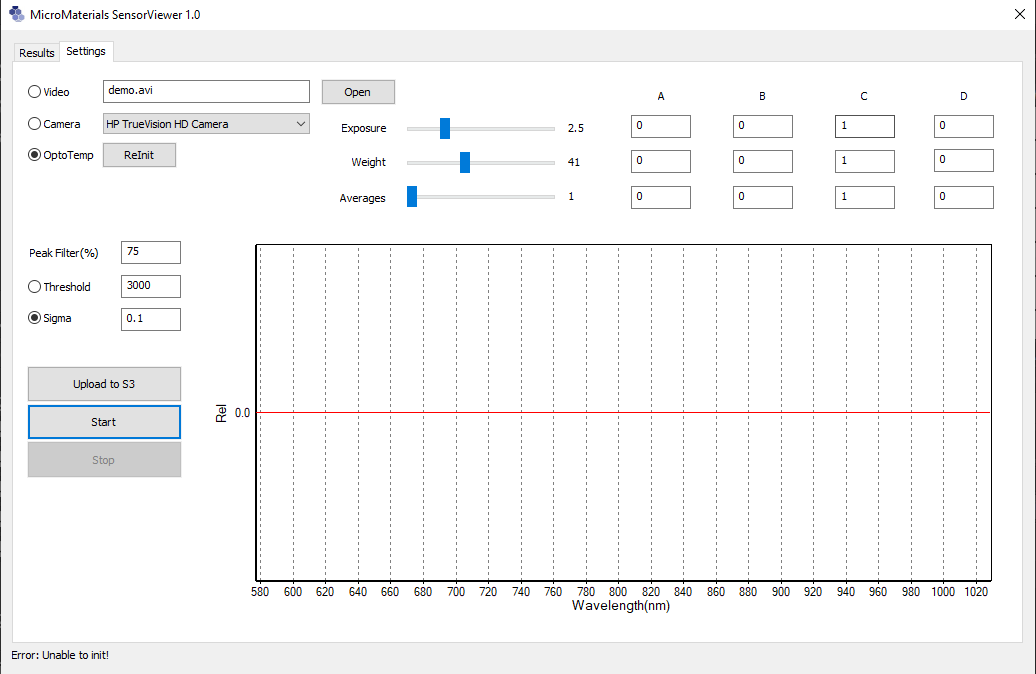 MicroMaterials SensorViewer 1.0
Results Settings
Video demo.avi Open
Camera HP TrueVision HD Camera
OptoTemp ReInit
Exposure 2.5
Weight 41
Averages 1
A B C D
0 0 1 0
0 0 1 0
0 0 1 0
Peak Filter(%) 75
Threshold 3000
Sigma 0.1
Upload to S3
Start
Stop
Rel
0.0
580 600 620 640 660 680 700 720 740 760 780 800 820 840 860 880 900 920 940 960 980 1000 1020
Wavelength(nm)
Error: Unable to init!